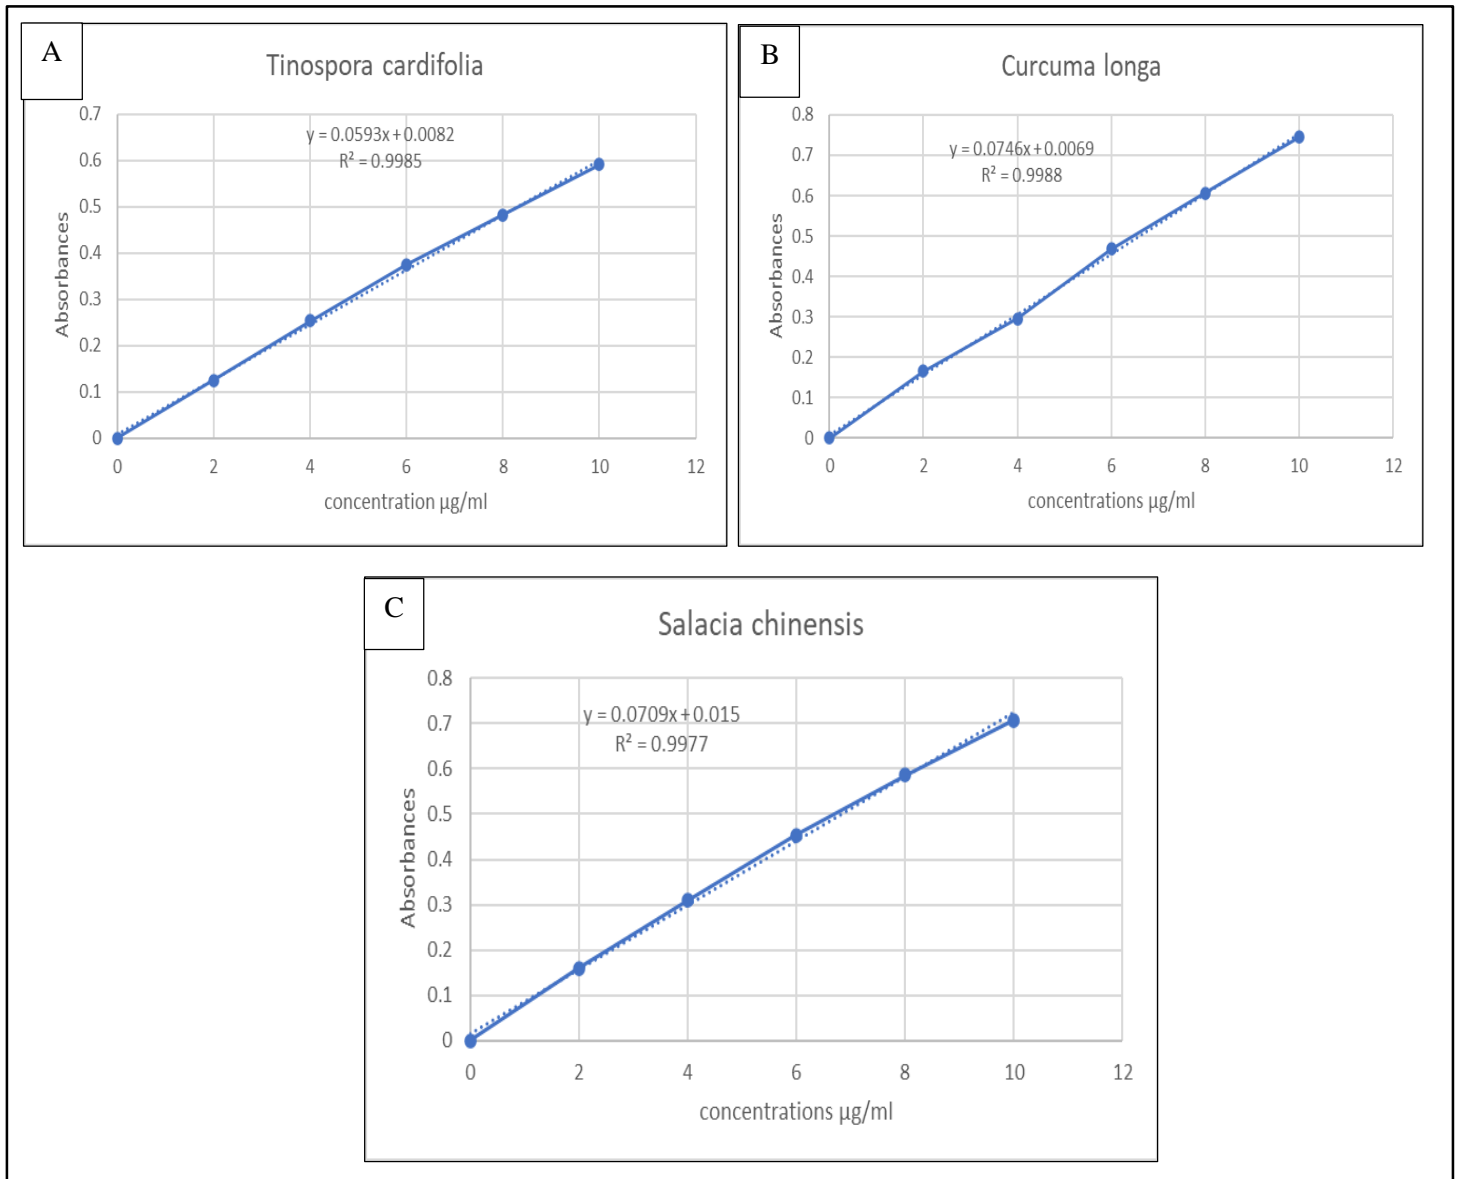 A
Tinospora cardifolia
y = 0.0593x+0.0082
R² = 0.9985
0.7
0.6
0.5
0.4
0.3
0.2
0.1
0
Absorbances
0 2 4 6 8 10 12
concentration µg/ml
B
Curcuma longa
y = 0.0746x+0.0069
R² = 0.9988
0.8
0.7
0.6
0.5
0.4
0.3
0.2
0.1
0
Absorbances
0 2 4 6 8 10 12
concentrations µg/ml
C
Salacia chinensis
y = 0.0709x+0.015
R² = 0.9977
0.8
0.7
0.6
0.5
0.4
0.3
0.2
0.1
0
Absorbances
0 2 4 6 8 10 12
concentrations µg/ml